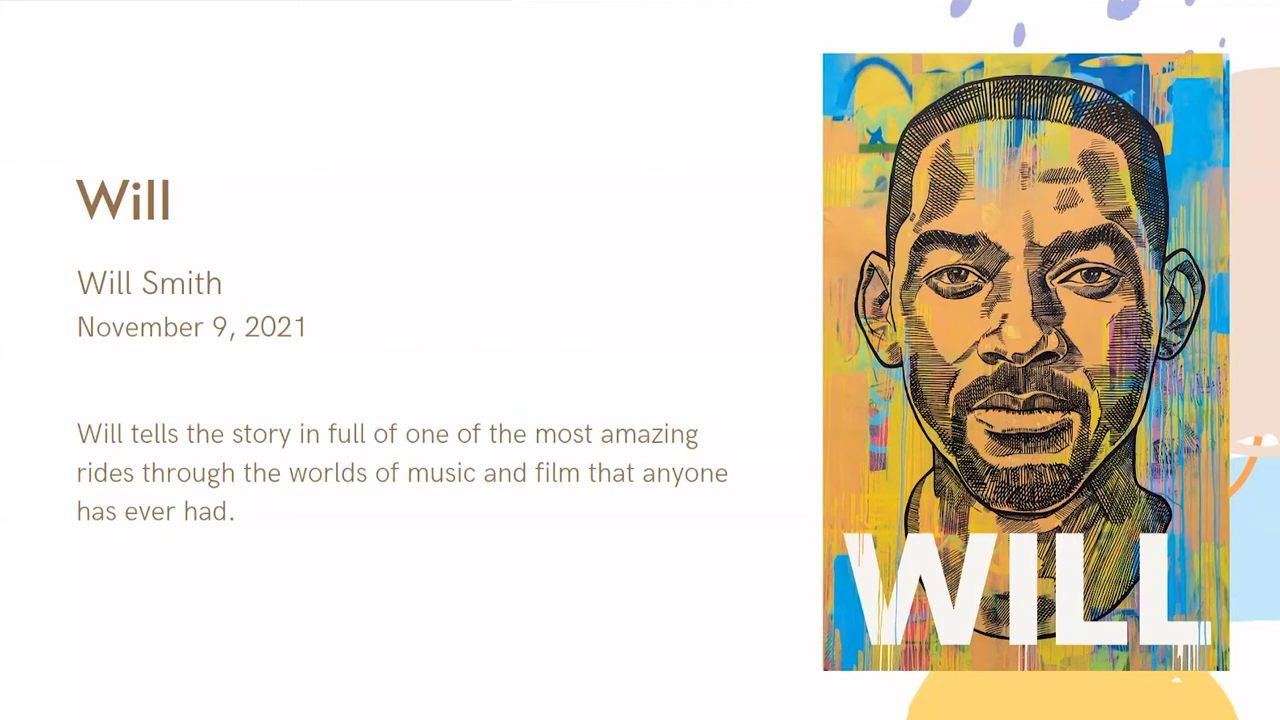 Will
Will Smith
November 9, 2021
Will tells the story in full of one of the most amazing
rides through the worlds of music and film that anyone
has ever had.
WILL